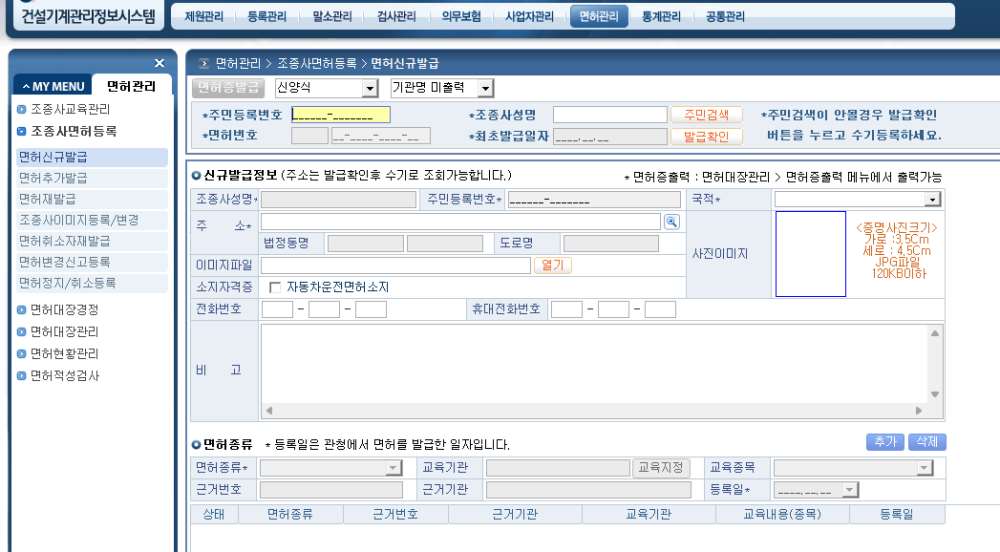 건설기계관리정보시스템
제원관리 등록관리 말소관리 검사관리 의무보험 사업자관리 면허관리 통계관리 공통관리
MY MENU 면허관리
조종사교육관리
조종사면허등록
면허신규발급
면허추가발급
면허재발급
조종사이미지등록/변경
면허취소자재발급
면허변경신고등록
면허정지/취소등록
면허대장경정
면허대장관리
면허현황관리
면허적성검사
면허관리 > 조종사면허등록 > 면허신규발급
면허증발급 신양식 기관명 미출력
*주민등록번호 ______-_______ *조종사성명 주민검색 *주민검색이 안될경우 발급확인
*면허번호 __-____-____-__ *최초발급일자 ____.__.__ 발급확인 버튼을 누르고 수기등록하세요.
신규발급정보 (주소는 발급확인후 수기로 조회가능합니다.) * 면허증출력 : 면허대장관리 > 면허증출력 메뉴에서 출력가능
조종사성명* 주민등록번호* ______-_______ 국적*
주 소*
법정동명 도로명
이미지파일 열기
소지자격증 자동차운전면허소지
전화번호 - - 휴대전화번호 - -
사진이미지
<증명사진크기>
가로 :3,5Cm
세로 : 4,5Cm
JPG파일
120KB이하
비 고
면허종류 * 등록일은 관청에서 면허를 발급한 일자입니다. 추가 삭제
면허종류* 교육기관 교육지정 교육종목
근거번호 근거기관 등록일* ____.__.__
상태 면허종류 근거번호 근거기관 교육기관 교육내용(종목) 등록일